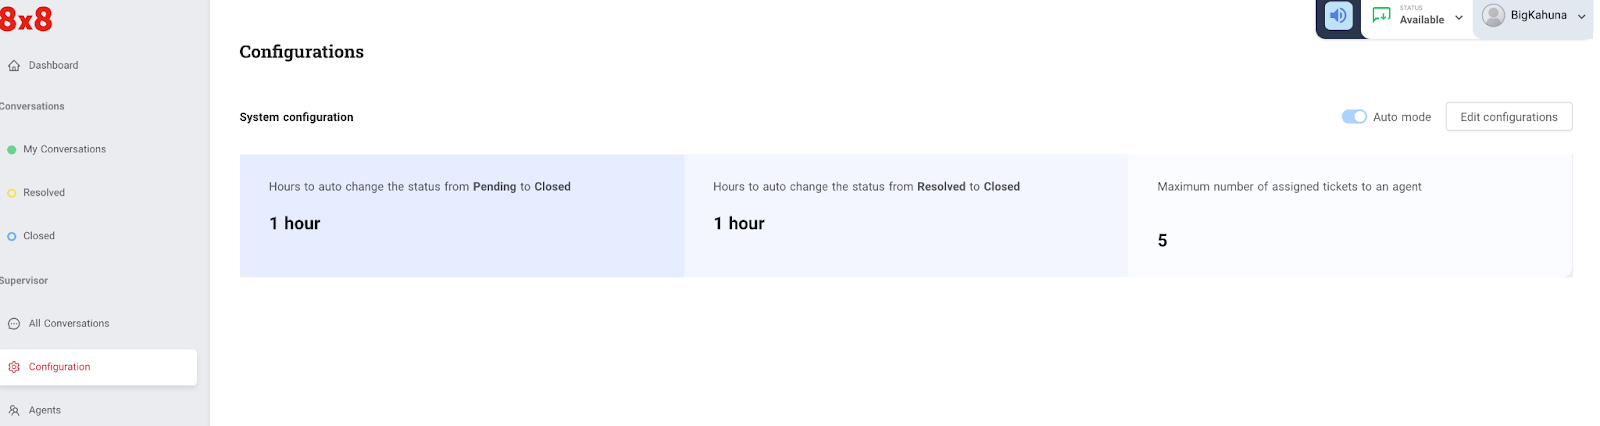 8x8
STATUS
Available
BigKahuna
Configurations
Dashboard
Conversations
System configuration
Auto mode
Edit configurations
My Conversations
Resolved
Closed
Hours to auto change the status from Pending to Closed
1 hour
Hours to auto change the status from Resolved to Closed
1 hour
Maximum number of assigned tickets to an agent
5
Supervisor
All Conversations
Configuration
Agents